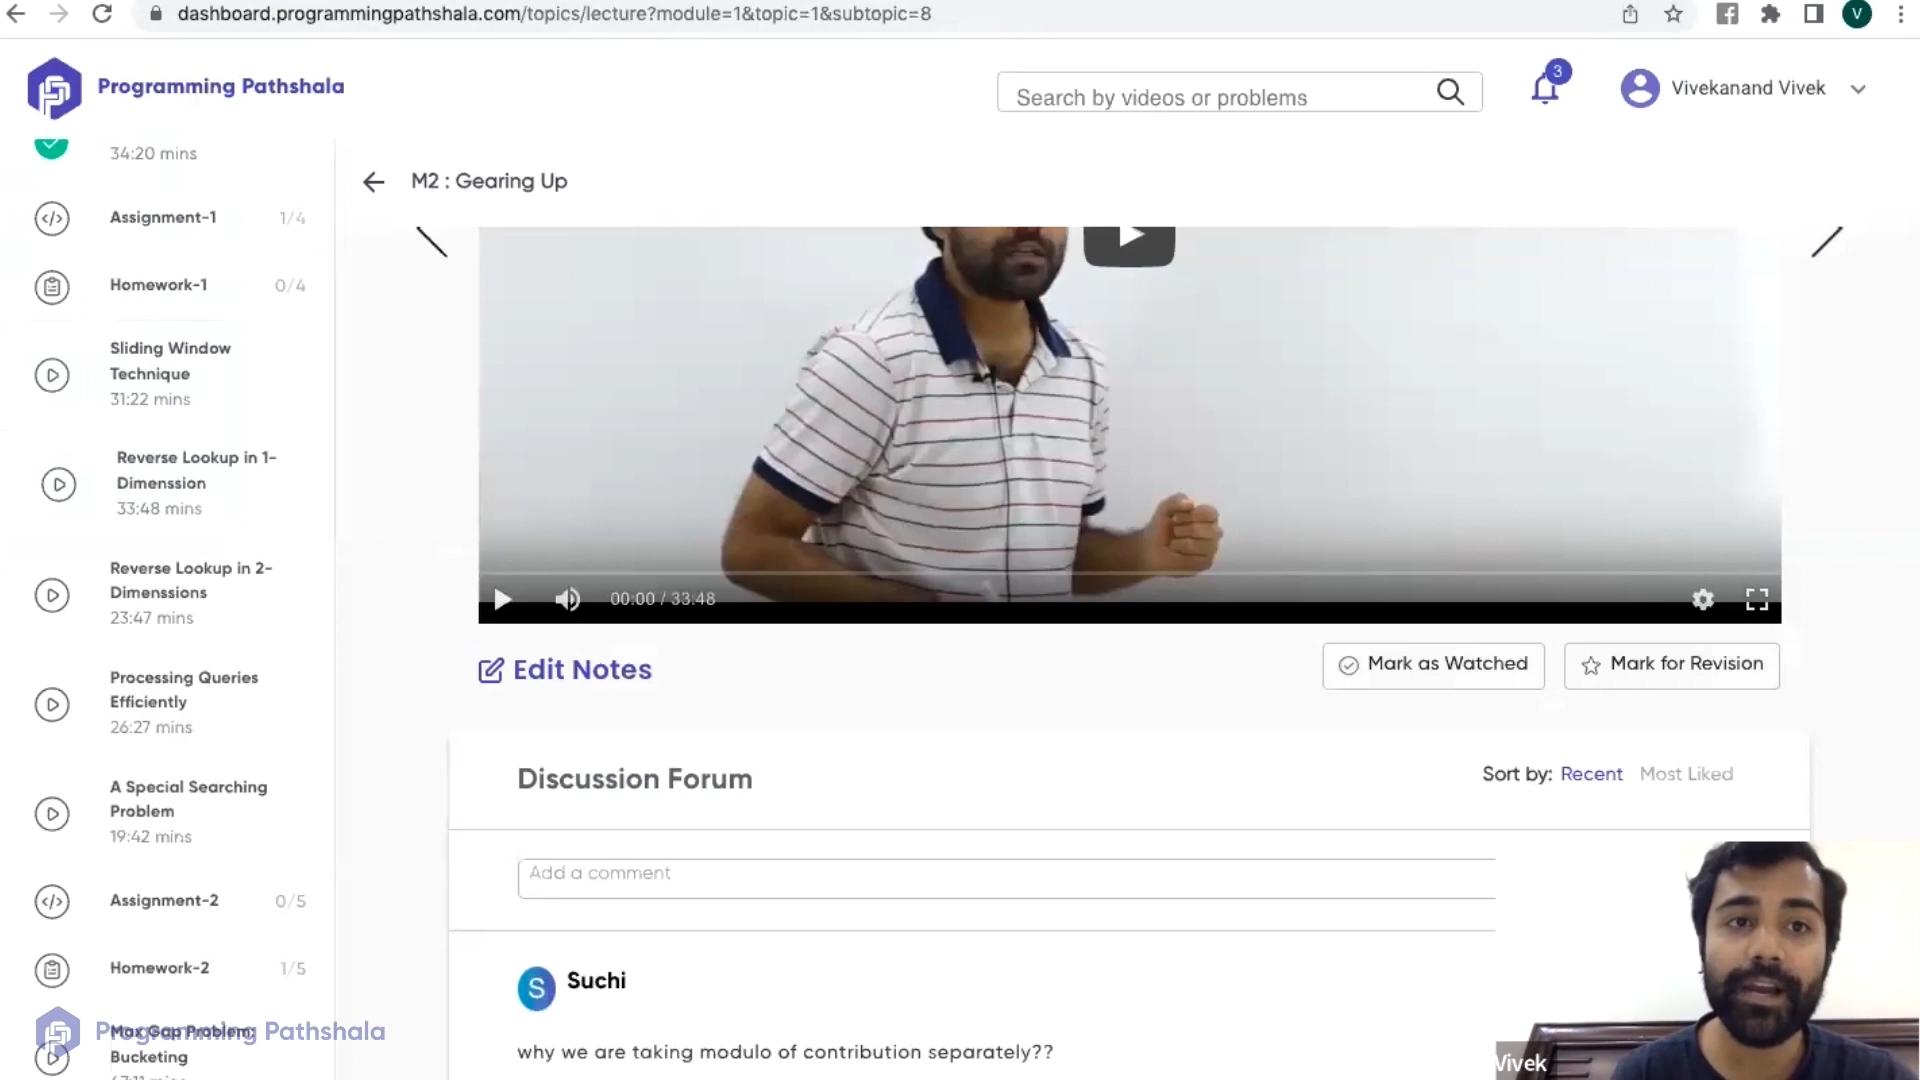 dashboard.programmingpathshala.com/topics/lecture?module=1&topic=1&subtopic=8
V
Programming Pathshala
Search by videos or problems
3
Vivekanand Vivek
34:20 mins
M2 : Gearing Up
Assignment-1 1/4
Homework-1 0/4
Sliding Window
Technique
31:22 mins
Reverse Lookup in 1-
Dimenssion
33:48 mins
Reverse Lookup in 2-
Dimenssions
23:47 mins
Processing Queries
Efficiently
26:27 mins
A Special Searching
Problem
19:42 mins
Assignment-2 0/5
Homework-2 1/5
Max Gap Problem:
Bucketing
Programming Pathshala
00:00 / 33:48
Edit Notes
Mark as Watched
Mark for Revision
Discussion Forum
Sort by: Recent Most Liked
Add a comment
S
Suchi
why we are taking modulo of contribution separately??
Vivek